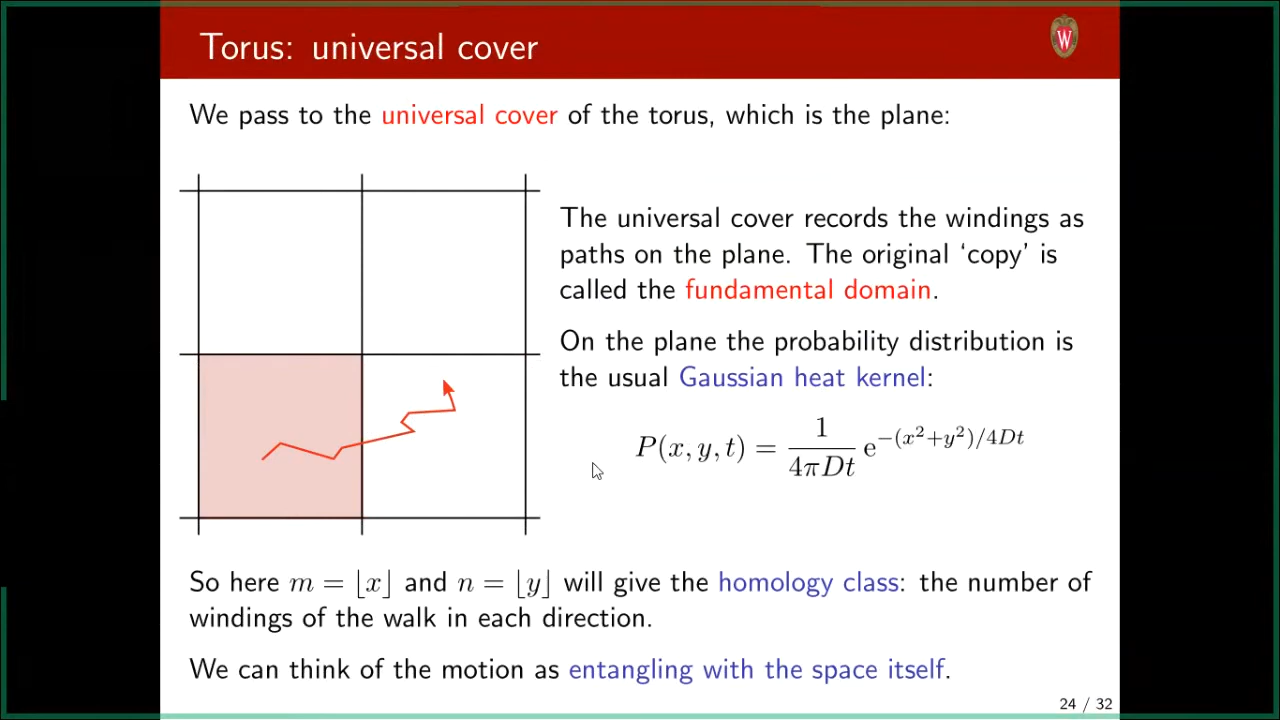 Torus: universal cover
W
We pass to the universal cover of the torus, which is the plane:
The universal cover records the windings as
paths on the plane. The original ‘copy’ is
called the fundamental domain.
On the plane the probability distribution is
the usual Gaussian heat kernel:
P(x, y, t) = \frac{1}{4πDt} e^{−(x^2+y^2)/4Dt}
So here m = ⌊x⌋ and n = ⌊y⌋ will give the homology class: the number of
windings of the walk in each direction.
We can think of the motion as entangling with the space itself.
24 / 32